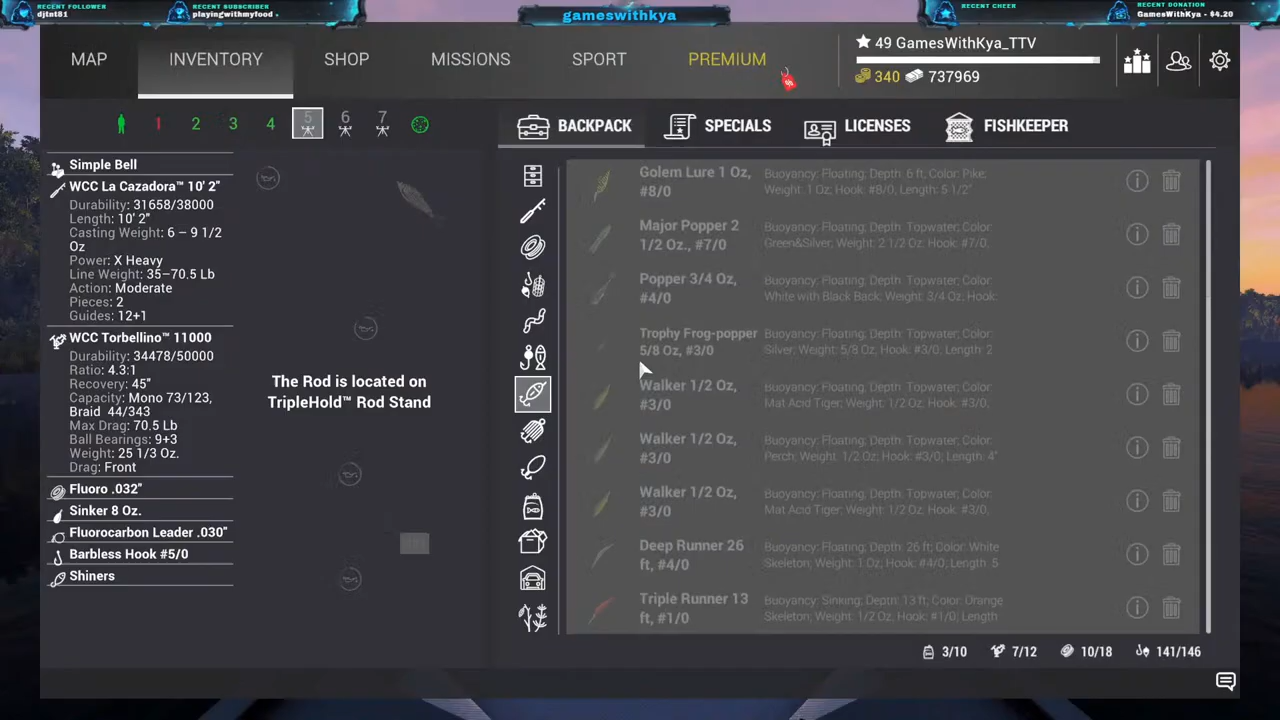 RECENT FOLLOWER
djtnt81
RECENT SUBSCRIBER
playingwithmyfood -
gameswithkya
RECENT CHEER
RECENT DONATION
GamesWithKya - $4.20
MAP
INVENTORY
SHOP
MISSIONS
SPORT
PREMIUM
49 GamesWithKya_TTV
340
737969
1
2
3
4
5
6
7
BACKPACK
SPECIALS
LICENSES
FISHKEEPER
Simple Bell
WCC La Cazadora™ 10' 2"
Durability: 31658/38000
Length: 10' 2"
Casting Weight: 6 – 9 1/2
Oz
Power: X Heavy
Line Weight: 35–70.5 Lb
Action: Moderate
Pieces: 2
Guides: 12+1
WCC Torbellino™ 11000
Durability: 34478/50000
Ratio: 4.3:1
Recovery: 45"
Capacity: Mono 73/123,
Braid 44/343
Max Drag: 70.5 Lb
Ball Bearings: 9+3
Weight: 25 1/3 Oz.
Drag: Front
Fluoro .032"
Sinker 8 Oz.
Fluorocarbon Leader .030"
Barbless Hook #5/0
Shiners
The Rod is located on
TripleHold™ Rod Stand
Golem Lure 1 Oz,
#8/0
Buoyancy: Floating; Depth: 6 ft; Color: Pike;
Weight: 1 Oz; Hook: #8/0; Length: 5 1/2"
Major Popper 2
1/2 Oz., #7/0
Buoyancy: Floating; Depth: Topwater; Color:
Green&Silver; Weight: 2 1/2 Oz; Hook: #7/0;
Popper 3/4 Oz,
#4/0
Buoyancy: Floating; Depth: Topwater; Color:
White with Black Back; Weight: 3/4 Oz; Hook:
Trophy Frog-popper
5/8 Oz, #3/0
Buoyancy: Floating; Depth: Topwater; Color:
Silver; Weight: 5/8 Oz; Hook: #3/0; Length: 2
Walker 1/2 Oz,
#3/0
Buoyancy: Floating; Depth: Topwater; Color:
Mat Acid Tiger; Weight: 1/2 Oz; Hook: #3/0;
Walker 1/2 Oz,
#3/0
Buoyancy: Floating; Depth: Topwater; Color:
Perch; Weight: 1/2 Oz; Hook: #3/0; Length: 4"
Walker 1/2 Oz,
#3/0
Buoyancy: Floating; Depth: Topwater; Color:
Mat Acid Tiger; Weight: 1/2 Oz; Hook: #3/0;
Deep Runner 26
ft, #4/0
Buoyancy: Floating; Depth: 26 ft; Color: White
Skeleton; Weight: 1 Oz; Hook: #4/0; Length: 5
Triple Runner 13
ft, #1/0
Buoyancy: Sinking; Depth: 13 ft; Color: Orange
Skeleton; Weight: 1/2 Oz; Hook: #1/0; Length
3/10
7/12
10/18
141/146